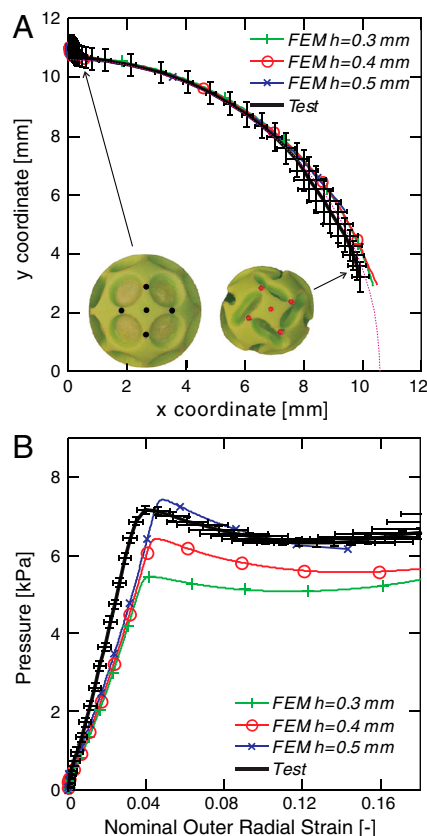 A
12
10
8
6
4
2
0
y coordinate [mm]
FEM h=0.3 mm
FEM h=0.4 mm
FEM h=0.5 mm
Test
0 2 4 6 8 10 12
x coordinate [mm]
B
8
6
4
2
0
Pressure [kPa]
FEM h=0.3 mm
FEM h=0.4 mm
FEM h=0.5 mm
Test
0 0.04 0.08 0.12 0.16
Nominal Outer Radial Strain [-]